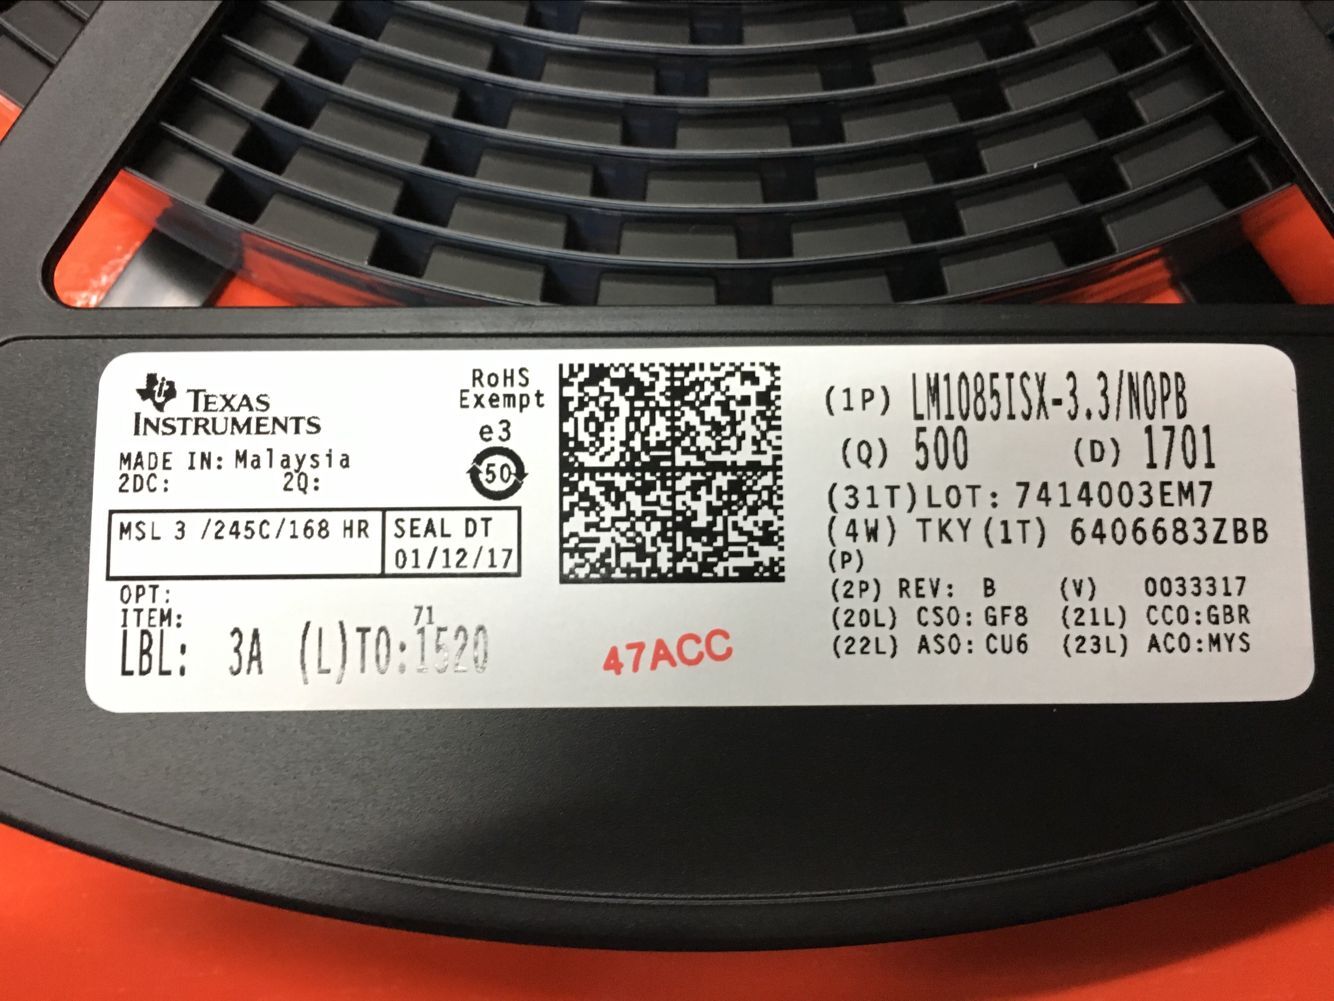 TEXAS
INSTRUMENTS
MADE IN: Malaysia
2DC: 2Q:
RoHS
Exempt
e3
50
MSL 3 /245C/168 HR
SEAL DT
01/12/17
OPT:
ITEM:
71
LBL: 3A (L)TO:1520
47ACC
(1P) LM1085ISX-3.3/NOPB
(Q) 500 (D) 1701
(31T)LOT: 7414003EM7
(4W) TKY(1T) 6406683ZBB
(P)
(2P) REV: B (V) 0033317
(20L) CSO:GF8 (21L) CCO:GBR
(22L) ASO:CU6 (23L) ACO:MYS